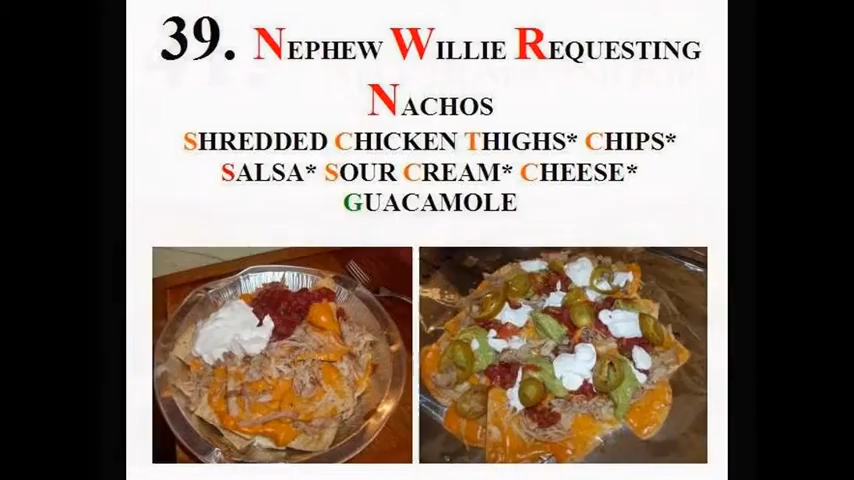 39. Nephew Willie Requesting
Nachos
Shredded Chicken Thighs* Chips*
Salsa* Sour Cream* Cheese*
Guacamole